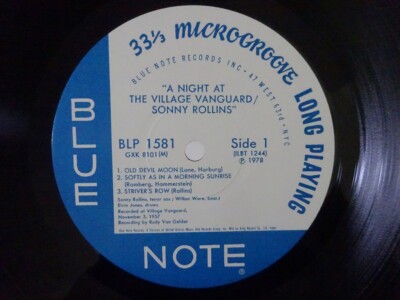 33⅓ MICROGROOVE LONG PLAYING
BLUE NOTE RECORDS INC · 47 WEST 63rd · NYC
"A NIGHT AT
THE VILLAGE VANGUARD/
SONNY ROLLINS"
BLP 1581
Side 1
GXK 8101(M)
(LBT 1244)
Ⓟ 1978
1. OLD DEVIL MOON (Lane, Harburg)
2. SOFTLY AS IN A MORNING SUNRISE
(Romberg, Hammerstein)
3. STRIVER'S ROW (Rollins)
Sonny Rollins, tenor sax; Wilbur Ware, bass;
Elvin Jones, drums.
Recorded at Village Vanguard,
November 3, 1957
Recording by Rudy Van Gelder
BLUE
NOTE
®